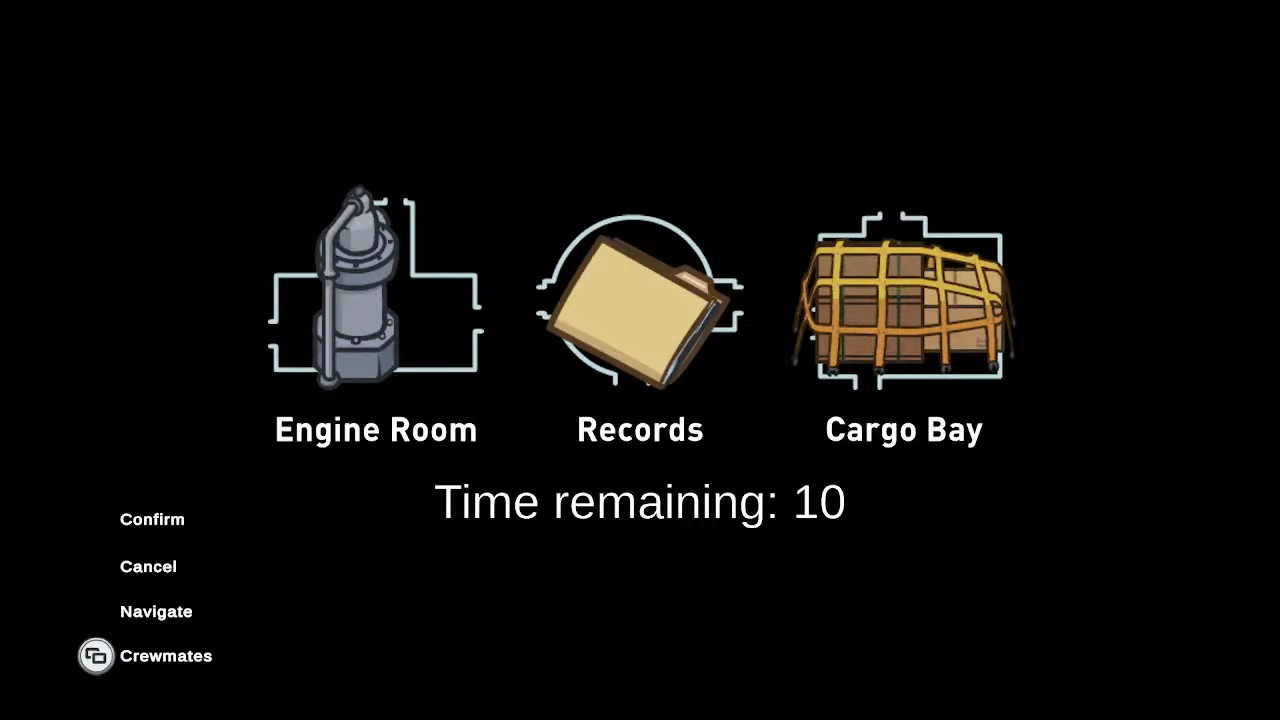 Engine Room
Records
Cargo Bay
Time remaining: 10
Confirm
Cancel
Navigate
Crewmates